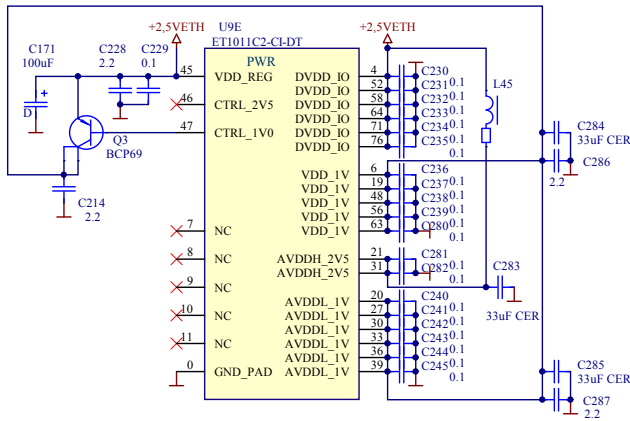 +2,5VETH
U9E
ET1011C2-CI-DT
+2,5VETH
C171
100uF
C228
2.2
C229
0.1
D
+
Q3
BCP69
C214
2.2
PWR
45 VDD_REG
46 CTRL_2V5
47 CTRL_1V0
7 NC
8 NC
9 NC
10 NC
11 NC
0 GND_PAD
DVDD_IO 4
DVDD_IO 52
DVDD_IO 58
DVDD_IO 64
DVDD_IO 71
DVDD_IO 76
VDD_1V 6
VDD_1V 19
VDD_1V 48
VDD_1V 56
VDD_1V 63
AVDDH_2V5 21
AVDDH_2V5 31
AVDDL_1V 20
AVDDL_1V 27
AVDDL_1V 30
AVDDL_1V 33
AVDDL_1V 36
AVDDL_1V 39
C230
0.1
C231
0.1
C232
0.1
C233
0.1
C234
0.1
C235
0.1
C236
0.1
C237
0.1
C238
0.1
C239
0.1
C280
0.1
C281
0.1
C282
0.1
C240
0.1
C241
0.1
C242
0.1
C243
0.1
C244
0.1
C245
0.1
L45
C283
33uF CER
C284
33uF CER
C286
2.2
C285
33uF CER
C287
2.2